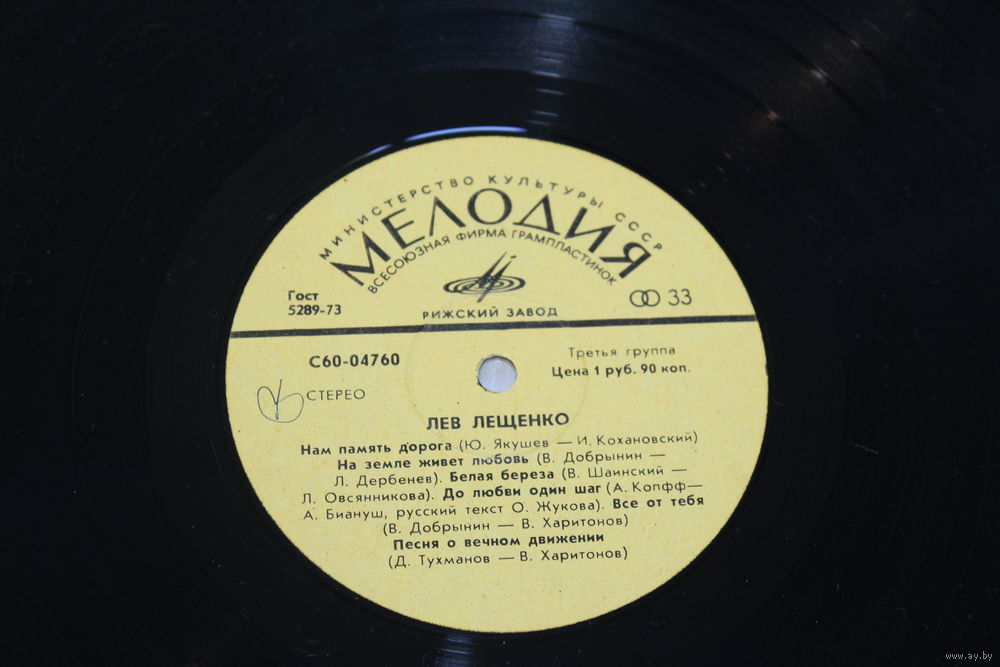 МИНИСТЕРСТВО КУЛЬТУРЫ СССР
МЕЛОДИЯ
ВСЕСОЮЗНАЯ ФИРМА ГРАМПЛАСТИНОК
Гост
5289-73
33
РИЖСКИЙ ЗАВОД
С60-04760
Третья группа
Цена 1 руб. 90 коп.
СТЕРЕО
ЛЕВ ЛЕЩЕНКО
Нам память дорога (Ю. Якушев — И. Кохановский)
На земле живет любовь (В. Добрынин —
Л. Дербенев). Белая береза (В. Шаинский —
Л. Овсянникова). До любви один шаг (А. Копфф—
А. Биануш, русский текст О. Жукова). Все от тебя
(В. Добрынин — В. Харитонов)
Песня о вечном движении
(Д. Тухманов — В. Харитонов)
www.ay.by